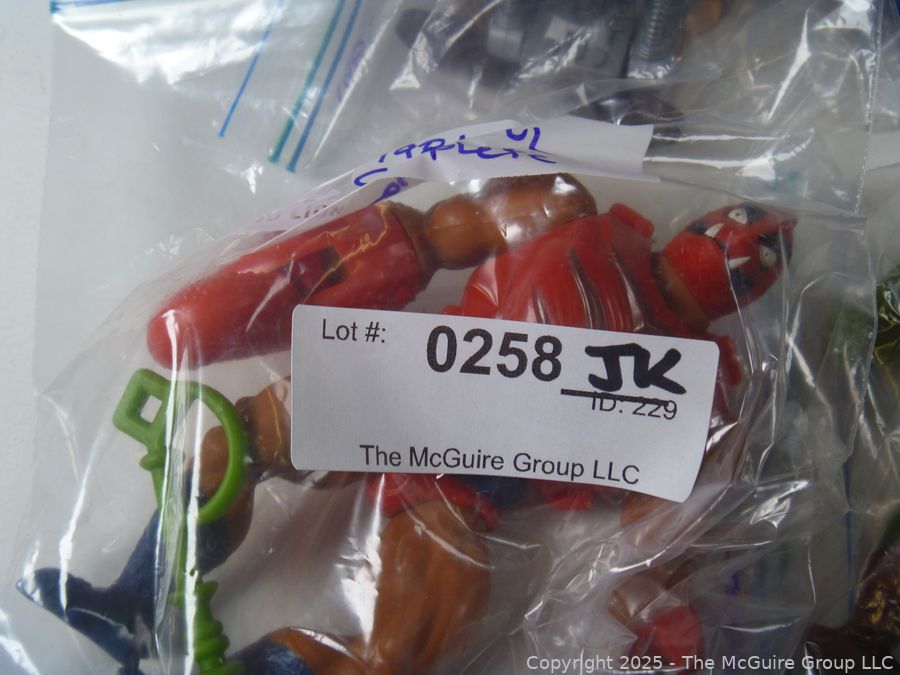 Lot #:
0258 JK
ID: 229
The McGuire Group LLC
Copyright 2025 - The McGuire Group LLC